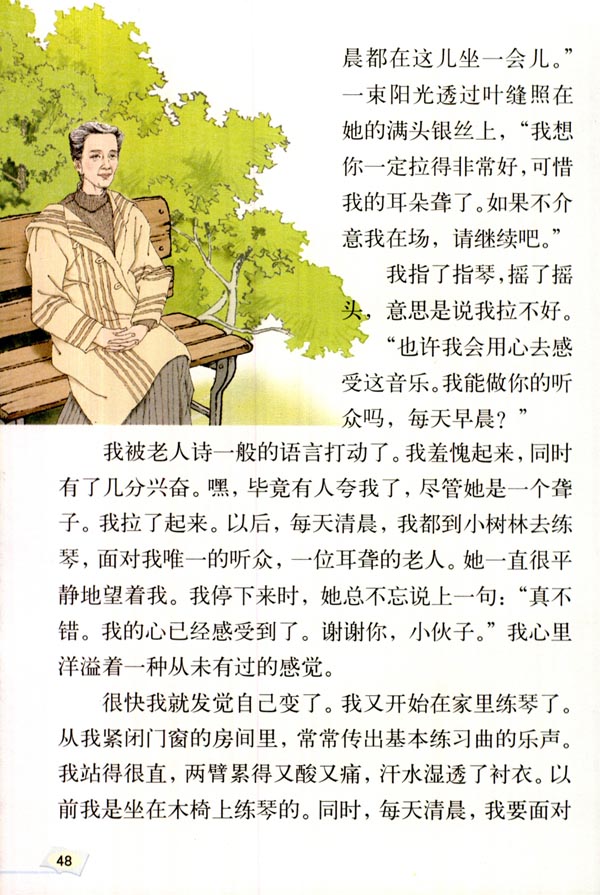 晨都在这儿坐一会儿。”
一束阳光透过叶缝照在
她的满头银丝上，“我想
你一定拉得非常好，可惜
我的耳朵聋了。如果不介
意我在场，请继续吧。”
我指了指琴，摇了摇
头，意思是说我拉不好。
“也许我会用心去感
受这音乐。我能做你的听
众吗，每天早晨？”
我被老人诗一般的语言打动了。我羞愧起来，同时
有了几分兴奋。嘿，毕竟有人夸我了，尽管她是一个聋
子。我拉了起来。以后，每天清晨，我都到小树林去练
琴，面对我唯一的听众，一位耳聋的老人。她一直很平
静地望着我。我停下来时，她总不忘说上一句：“真不
错。我的心已经感受到了。谢谢你，小伙子。”我心里
洋溢着一种从未有过的感觉。
很快我就发觉自己变了。我又开始在家里练琴了。
从我紧闭门窗的房间里，常常传出基本练习曲的乐声。
我站得很直，两臂累得又酸又痛，汗水湿透了衬衣。以
前我是坐在木椅上练琴的。同时，每天清晨，我要面对
48